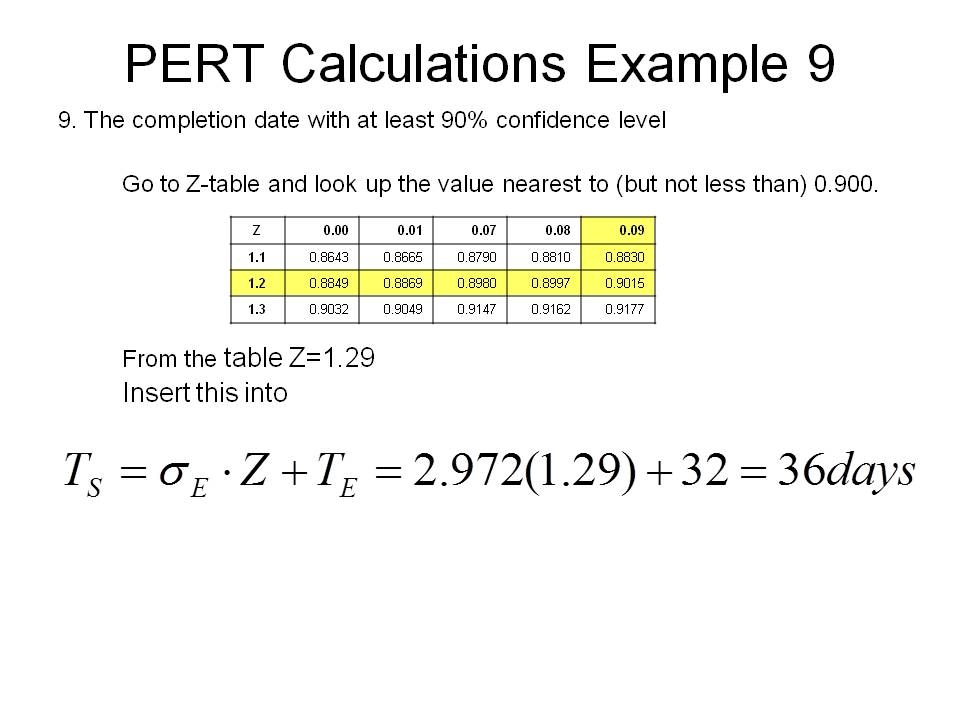 PERT Calculations Example 9
9. The completion date with at least 90% confidence level
Go to Z-table and look up the value nearest to (but not less than) 0.900.
Z 0.00 0.01 0.07 0.08 0.09
1.1 0.8643 0.8665 0.8790 0.8810 0.8830
1.2 0.8849 0.8869 0.8980 0.8997 0.9015
1.3 0.9032 0.9049 0.9147 0.9162 0.9177
From the table Z=1.29
Insert this into
T_S = σ_E · Z + T_E = 2.972(1.29) + 32 = 36days